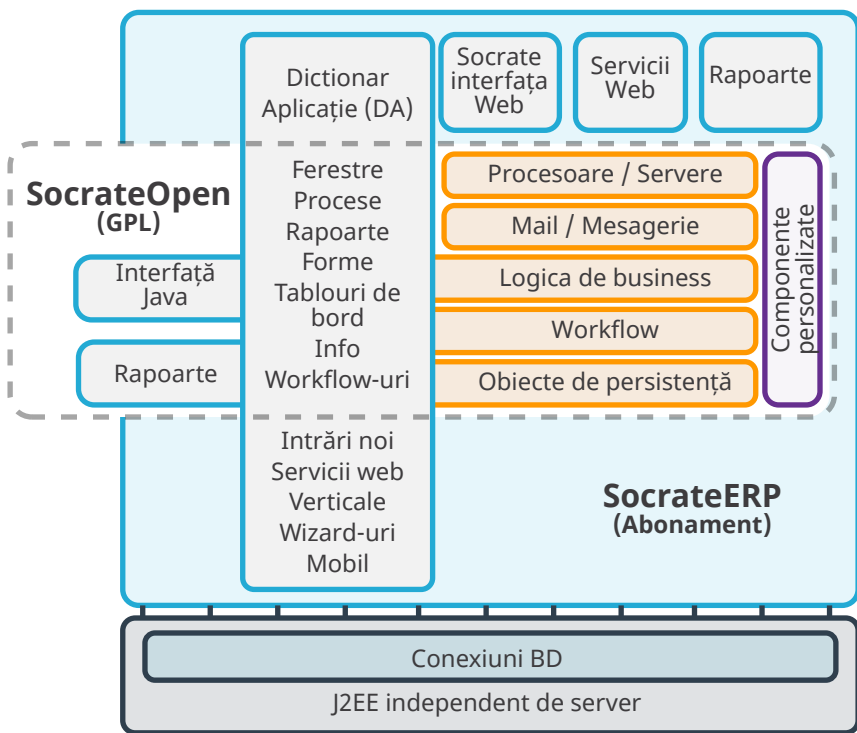 Dictionar
Aplicație (DA)
Socrate
interfața
Web
Servicii
Web
Rapoarte
SocrateOpen
(GPL)
Interfață
Java
Rapoarte
Ferestre
Procese
Rapoarte
Forme
Tablouri de
bord
Info
Workflow-uri
Procesoare / Servere
Mail / Mesagerie
Logica de business
Workflow
Obiecte de persistență
Componente
personalizate
Intrări noi
Servicii web
Verticale
Wizard-uri
Mobil
SocrateERP
(Abonament)
Conexiuni BD
J2EE independent de server